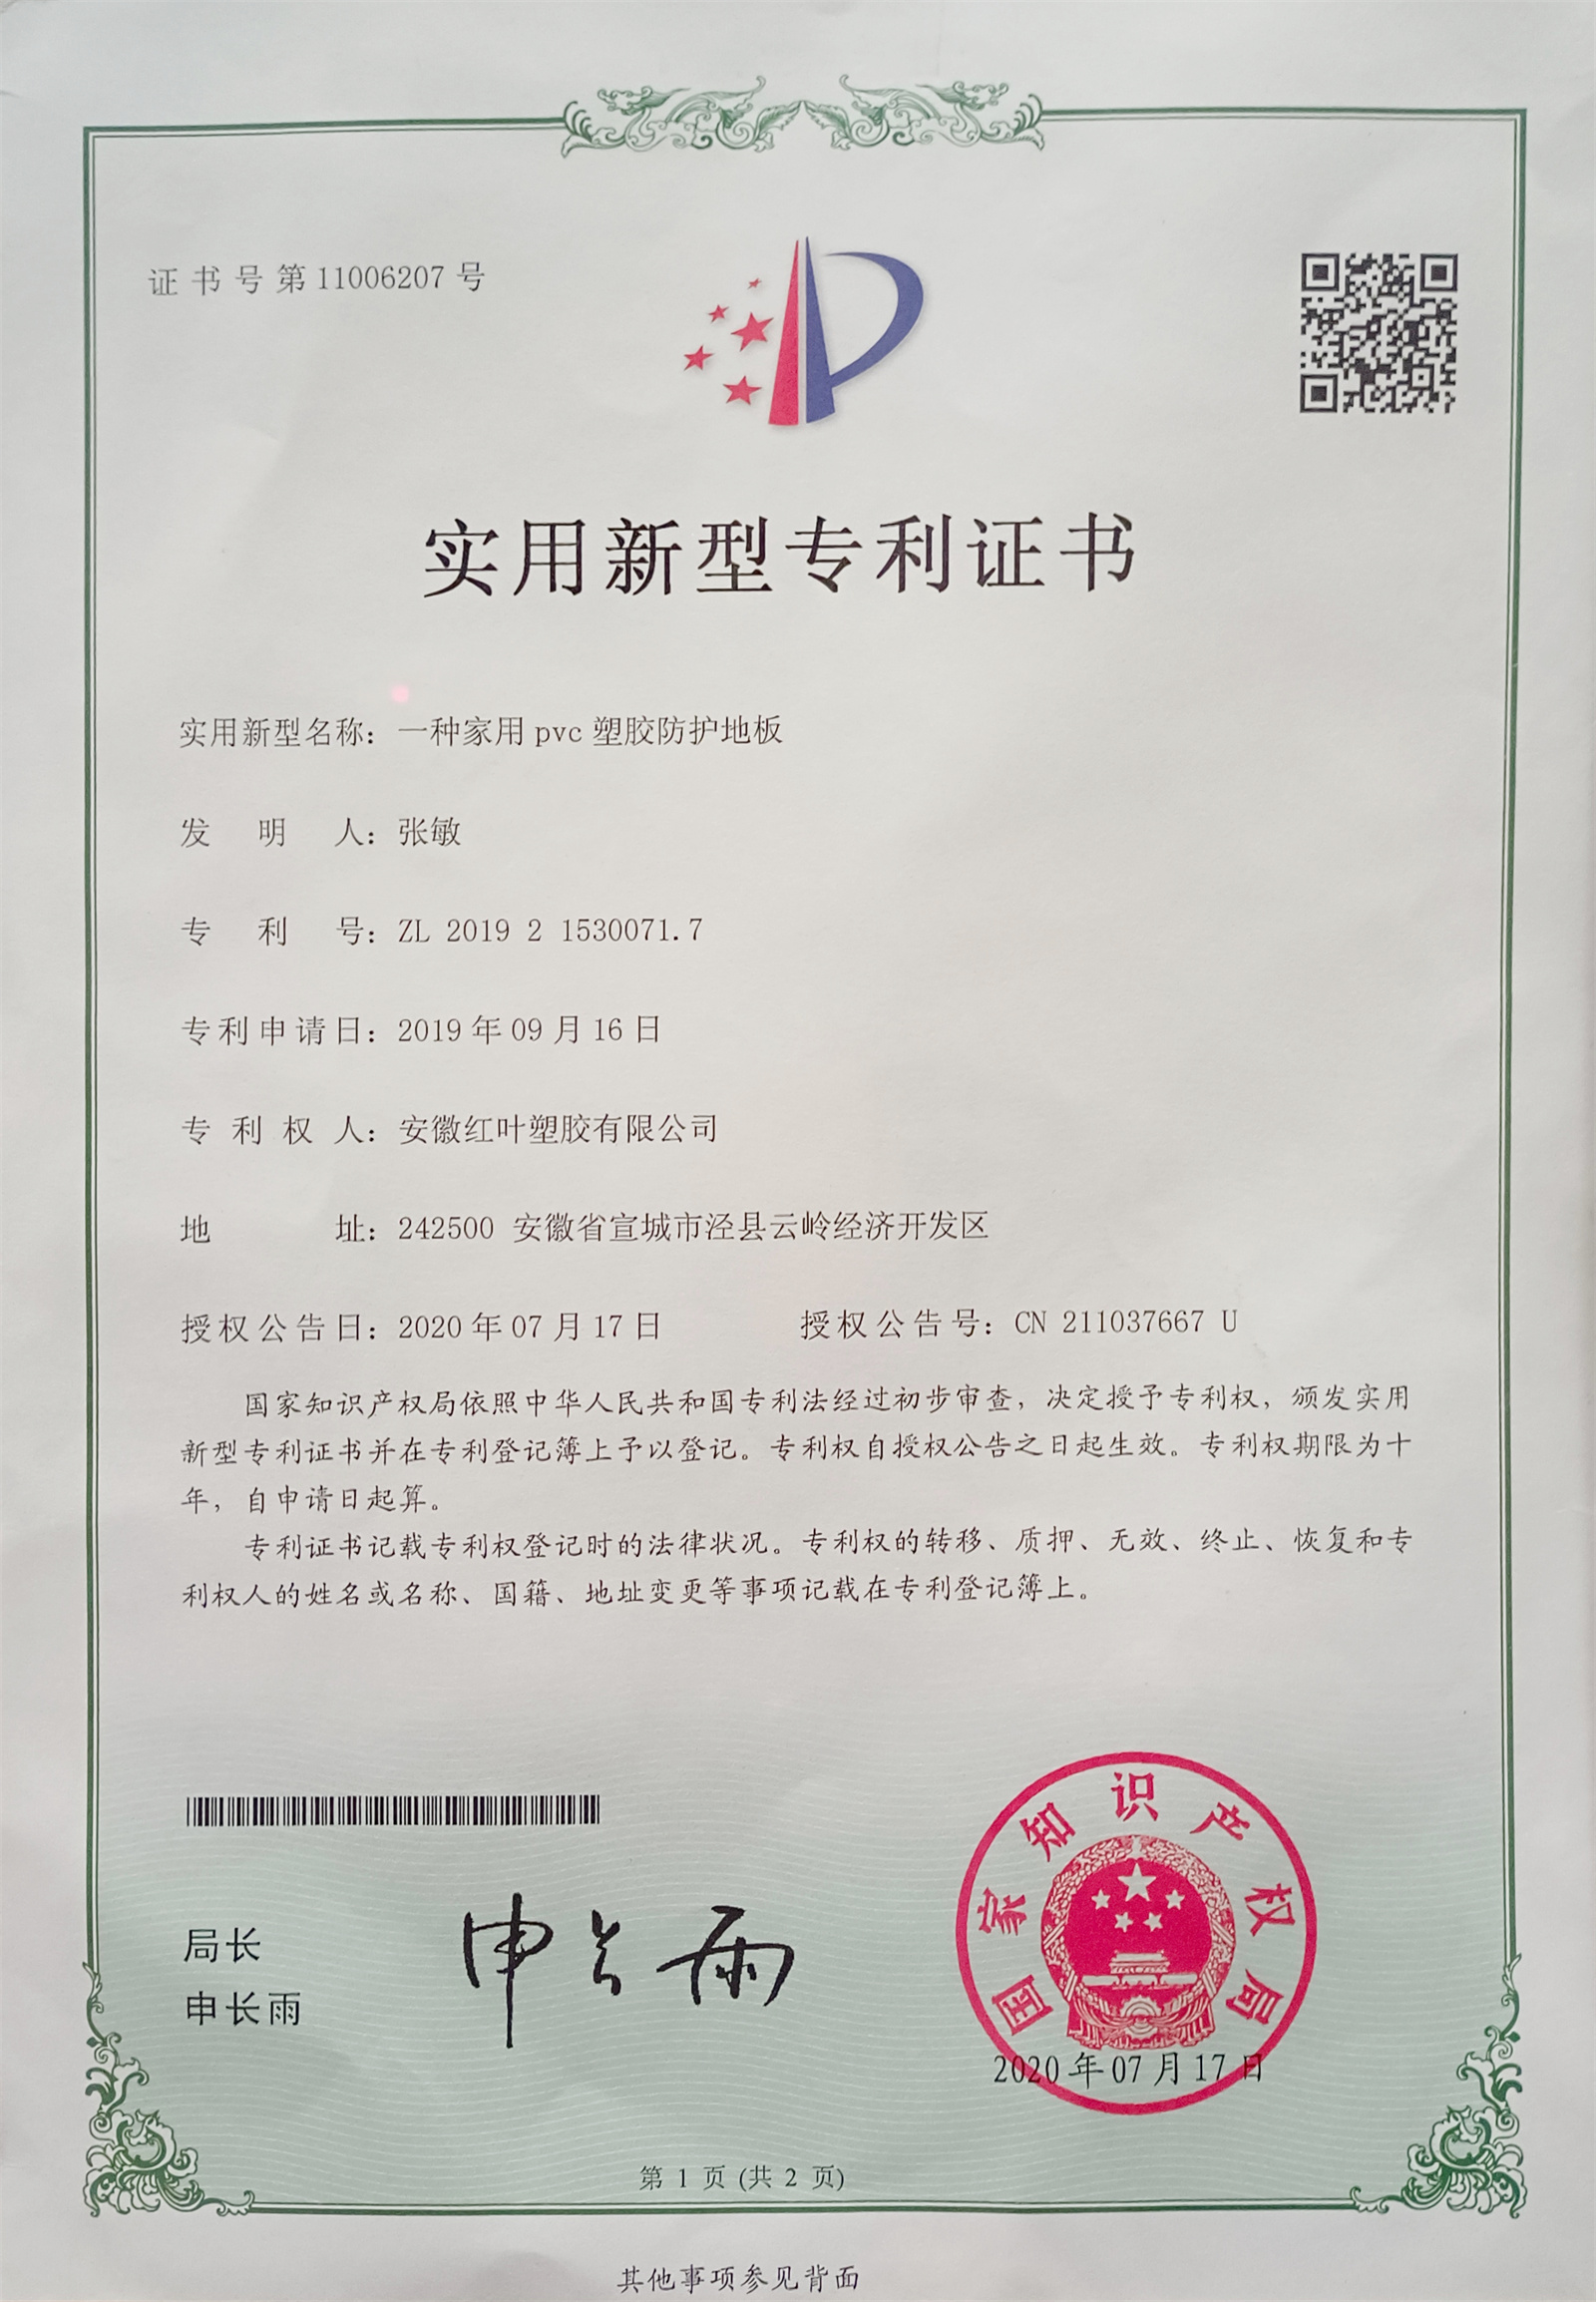 证书号第11006207号
实用新型专利证书
实用新型名称：一种家用pvc塑胶防护地板
发明人：张敏
专利号：ZL 2019 2 1530071.7
专利申请日：2019年09月16日
专利权人：安徽红叶塑胶有限公司
地址：242500 安徽省宣城市泾县云岭经济开发区
授权公告日：2020年07月17日 授权公告号：CN 211037667 U
国家知识产权局依照中华人民共和国专利法经过初步审查，决定授予专利权，颁发实用
新型专利证书并在专利登记簿上予以登记。专利权自授权公告之日起生效。专利权期限为十
年，自申请日起算。
专利证书记载专利权登记时的法律状况。专利权的转移、质押、无效、终止、恢复和专
利权人的姓名或名称、国籍、地址变更等事项记载在专利登记簿上。
局长
申长雨
申长雨
国家知识产权局
2020年07月17日
第 1 页 (共 2 页)
其他事项参见背面